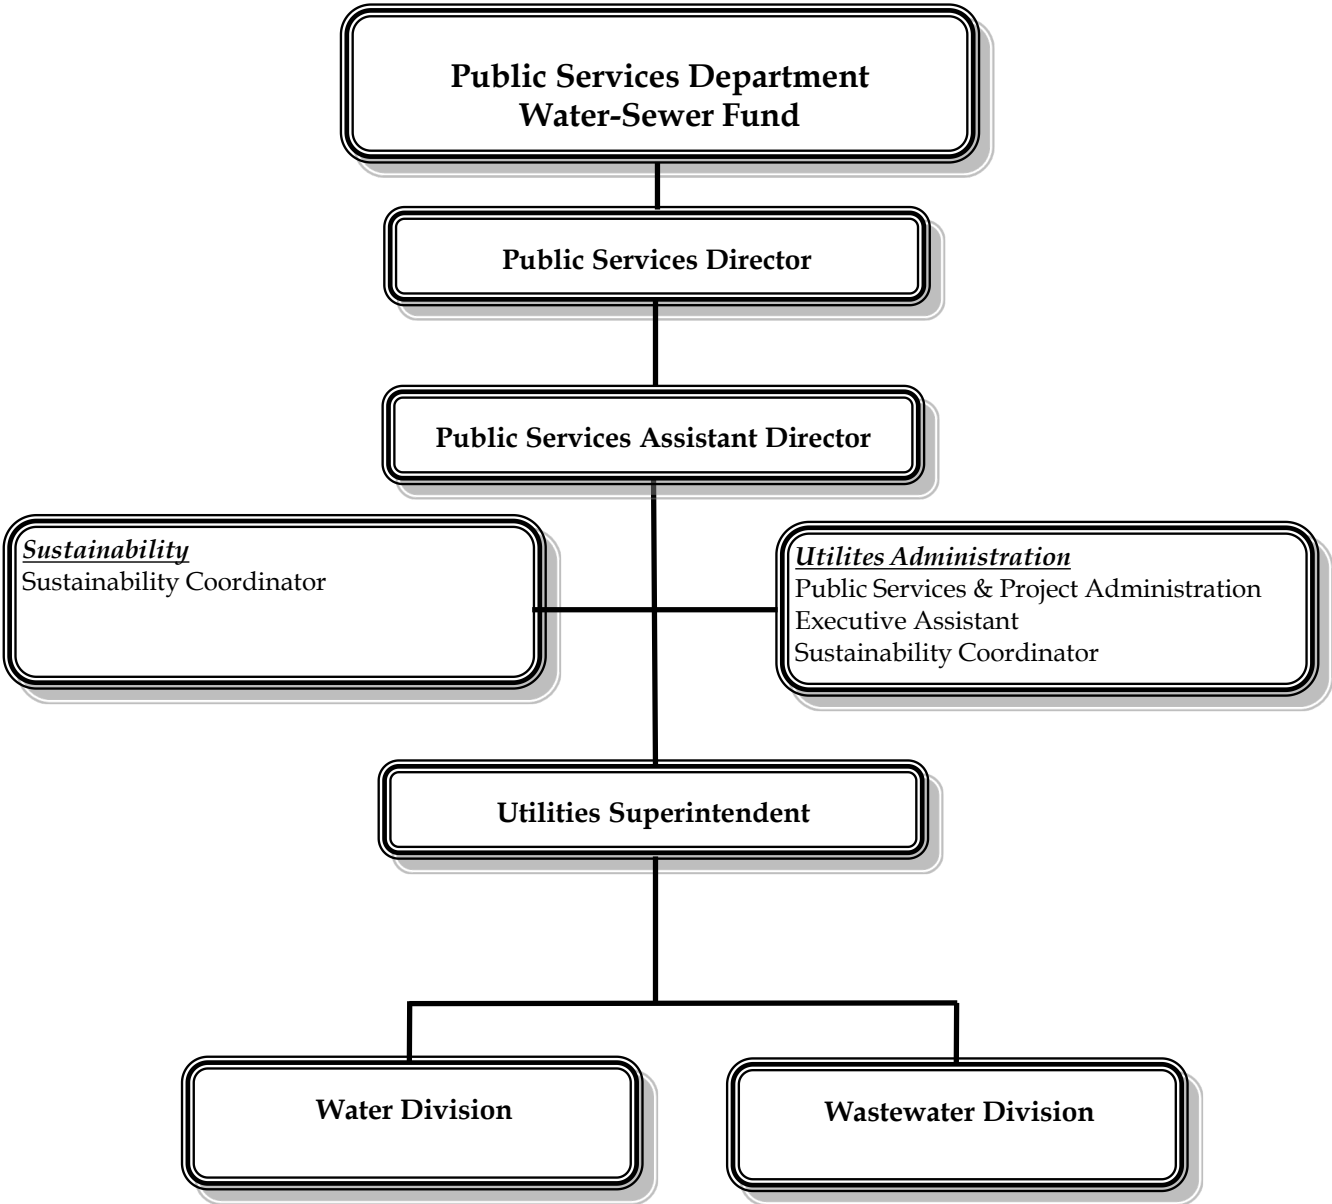 Public Services Department
Water-Sewer Fund
Public Services Director
Public Services Assistant Director
Sustainability
Sustainability Coordinator
Utilites Administration
Public Services & Project Administration
Executive Assistant
Sustainability Coordinator
Utilities Superintendent
Water Division
Wastewater Division